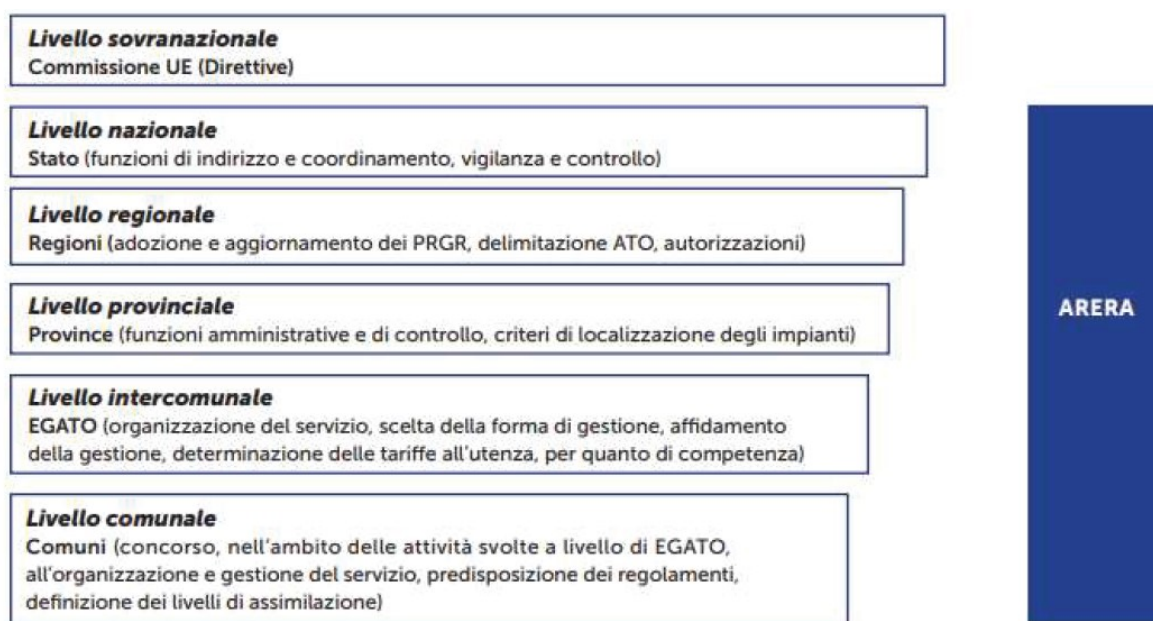 Livello sovranazionale
Commissione UE (Direttive)
Livello nazionale
Stato (funzioni di indirizzo e coordinamento, vigilanza e controllo)
Livello regionale
Regioni (adozione e aggiornamento dei PRGR, delimitazione ATO, autorizzazioni)
Livello provinciale
Province (funzioni amministrative e di controllo, criteri di localizzazione degli impianti)
ARERA
Livello intercomunale
EGATO (organizzazione del servizio, scelta della forma di gestione, affidamento
della gestione, determinazione delle tariffe all'utenza, per quanto di competenza)
Livello comunale
Comuni (concorso, nell'ambito delle attività svolte a livello di EGATO,
all'organizzazione e gestione del servizio, predisposizione dei regolamenti,
definizione dei livelli di assimilazione)